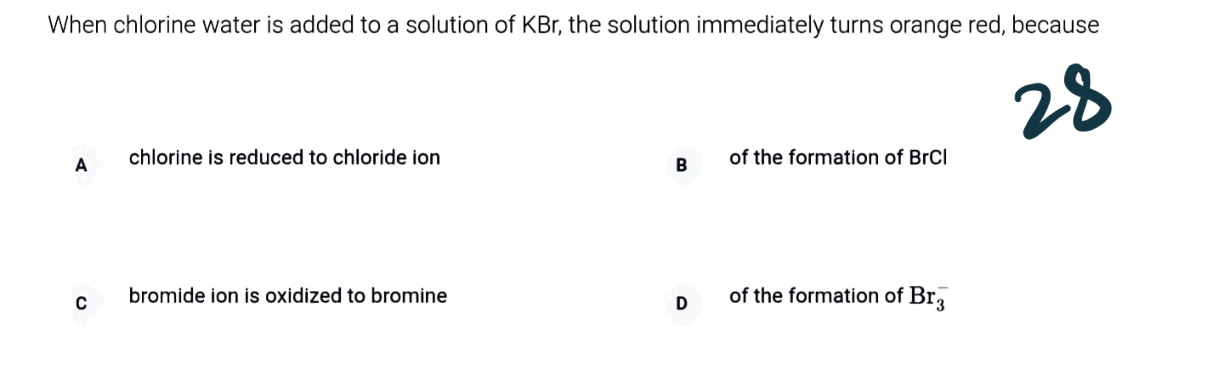 When chlorine water is added to a solution of KBr, the solution immediately turns orange red, because
28
A chlorine is reduced to chloride ion
B of the formation of BrCl
C bromide ion is oxidized to bromine
D of the formation of Br₃⁻